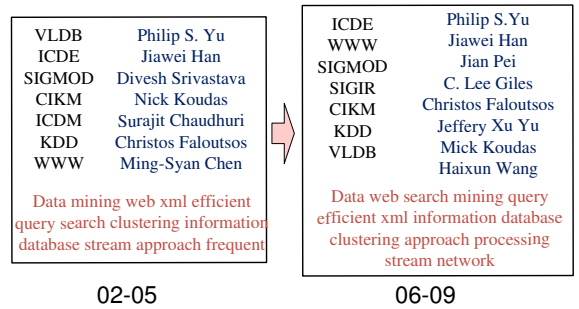 VLDB
ICDE
SIGMOD
CIKM
ICDM
KDD
WWW
Philip S. Yu
Jiawei Han
Divesh Srivastava
Nick Koudas
Surajit Chaudhuri
Christos Faloutsos
Ming-Syan Chen
Data mining web xml efficient
query search clustering information
database stream approach frequent
02-05
ICDE
WWW
SIGMOD
SIGIR
CIKM
KDD
VLDB
Philip S.Yu
Jiawei Han
Jian Pei
C. Lee Giles
Christos Faloutsos
Jeffery Xu Yu
Mick Koudas
Haixun Wang
Data web search mining query
efficient xml information database
clustering approach processing
stream network
06-09